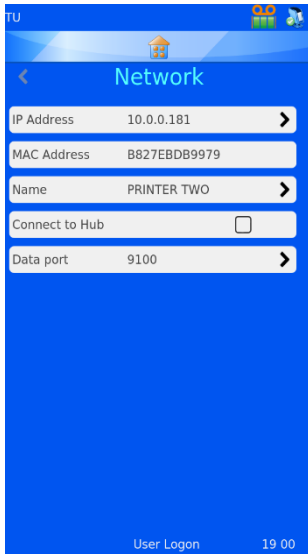 TU
Network
IP Address 10.0.0.181
MAC Address B827EBDB9979
Name PRINTER TWO
Connect to Hub
Data port 9100
User Logon 19 00